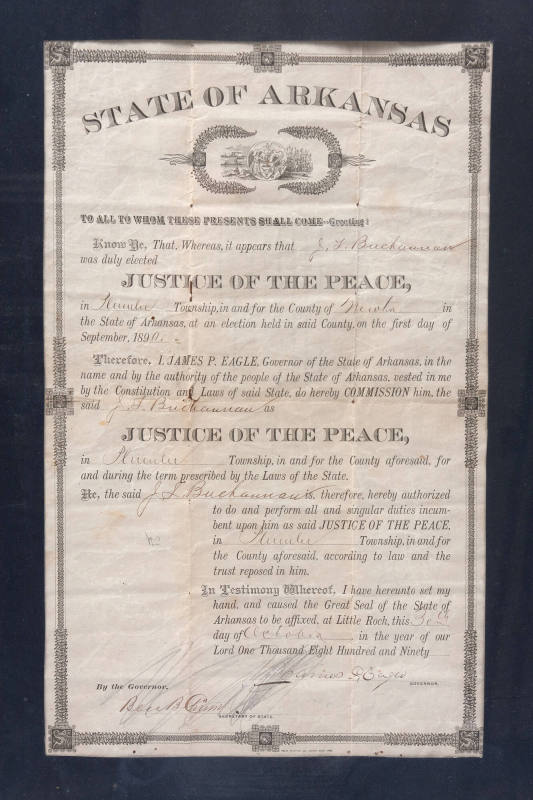 STATE OF ARKANSAS
TO ALL TO WHOM THESE PRESENTS SHALL COME--Greeting:
Know Ye, That, Whereas, it appears that J. L. Buchannan
was duly elected
JUSTICE OF THE PEACE,
in Township, in and for the County of Newton in
the State of Arkansas, at an election held in said County, on the first day of
September, 1890.
Therefore, I, JAMES P. EAGLE, Governor of the State of Arkansas, in the
name and by the authority of the people of the State of Arkansas, vested in me
by the Constitution and Laws of said State, do hereby COMMISSION him, the
said J. L. Buchannan as
JUSTICE OF THE PEACE,
in Township, in and for the County aforesaid, for
and during the term prescribed by the Laws of the State.
He, the said J. L. Buchannan is, therefore, hereby authorized
to do and perform all and singular duties incum-
bent upon him as said JUSTICE OF THE PEACE,
in Township, in and for
the County aforesaid, according to law and the
trust reposed in him.
In Testimony Whereof, I have hereunto set my
hand, and caused the Great Seal of the State of
Arkansas to be affixed, at Little Rock, this
day of October in the year of our
Lord One Thousand Eight Hundred and Ninety
James P. Eagle
GOVERNOR.
By the Governor.
SECRETARY OF STATE.